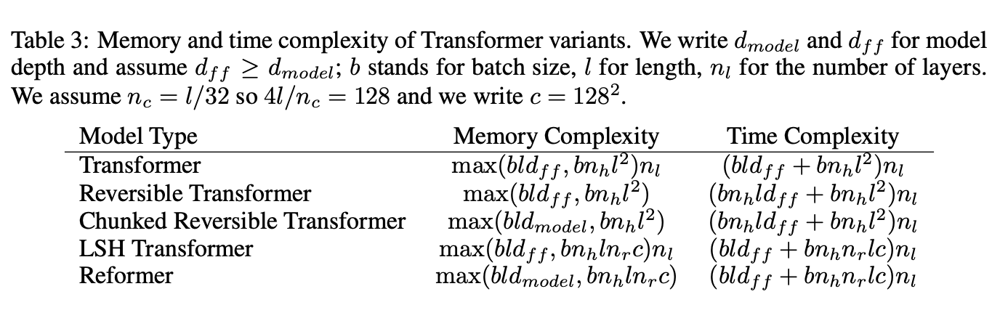 Table 3: Memory and time complexity of Transformer variants. We write $d_{model}$ and $d_{ff}$ for model
depth and assume $d_{ff} \geq d_{model}$; $b$ stands for batch size, $l$ for length, $n_l$ for the number of layers.
We assume $n_c = l/32$ so $4l/n_c = 128$ and we write $c = 128^2$.
Model Type Memory Complexity Time Complexity
Transformer $\max(bld_{ff}, bn_hl^2)n_l$ $(bld_{ff} + bn_hl^2)n_l$
Reversible Transformer $\max(bld_{ff}, bn_hl^2)$ $(bn_hld_{ff} + bn_hl^2)n_l$
Chunked Reversible Transformer $\max(bld_{model}, bn_hl^2)$ $(bn_hld_{ff} + bn_hl^2)n_l$
LSH Transformer $\max(bld_{ff}, bn_hln_rc)n_l$ $(bld_{ff} + bn_hn_rlc)n_l$
Reformer $\max(bld_{model}, bn_hln_rc)$ $(bld_{ff} + bn_hn_rlc)n_l$